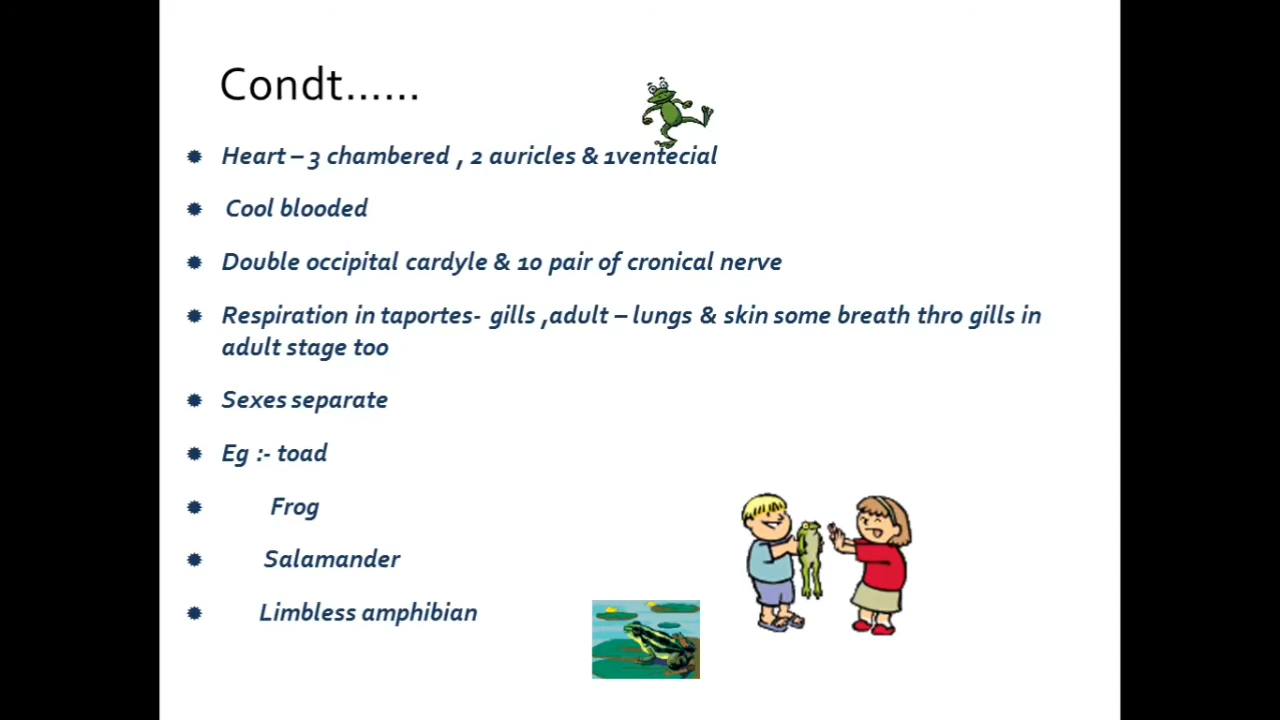 Condt......
Heart – 3 chambered , 2 auricles & 1ventecial
Cool blooded
Double occipital cardyle & 10 pair of cronical nerve
Respiration in taportes- gills ,adult – lungs & skin some breath thro gills in
adult stage too
Sexes separate
Eg :- toad
Frog
Salamander
Limbless amphibian